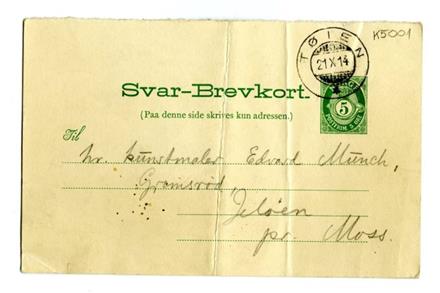 K5001
TØIEN
21 X 14
Svar-Brevkort.
(Paa denne side skrives kun adressen.)
5
Til
hr. kunstmaler Edvard Munch,
Gramsrød,
Jeløen
pr. Moss.